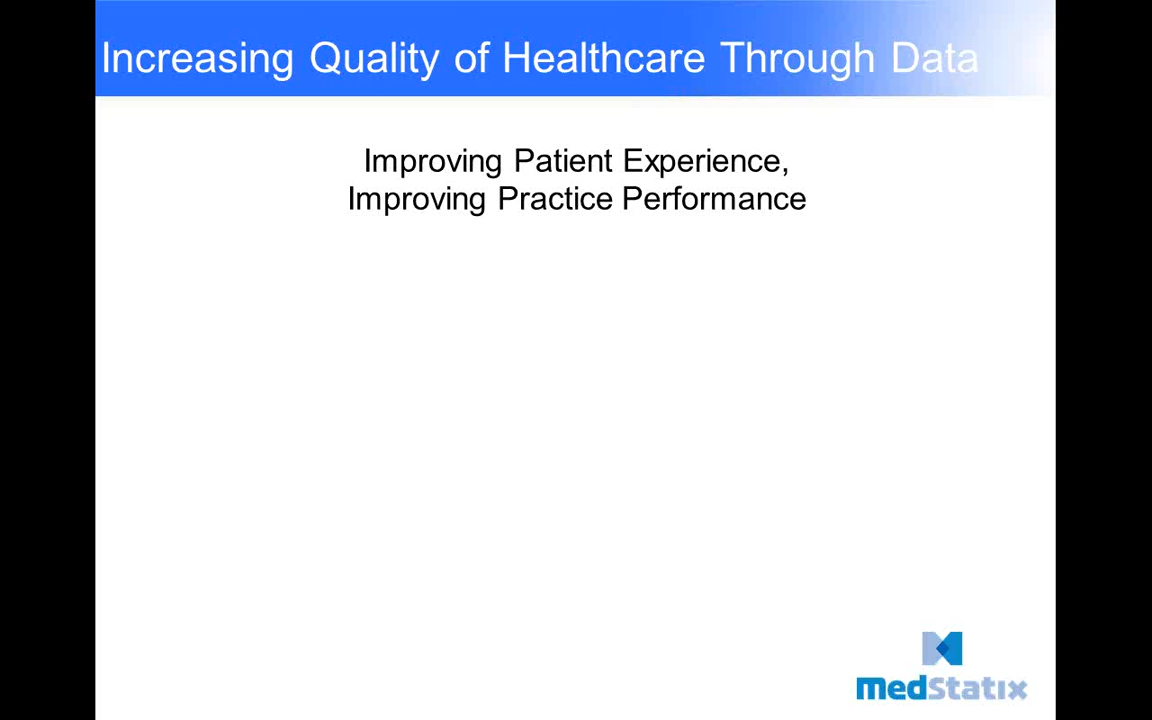 Increasing Quality of Healthcare Through Data
Improving Patient Experience,
Improving Practice Performance
medStatix